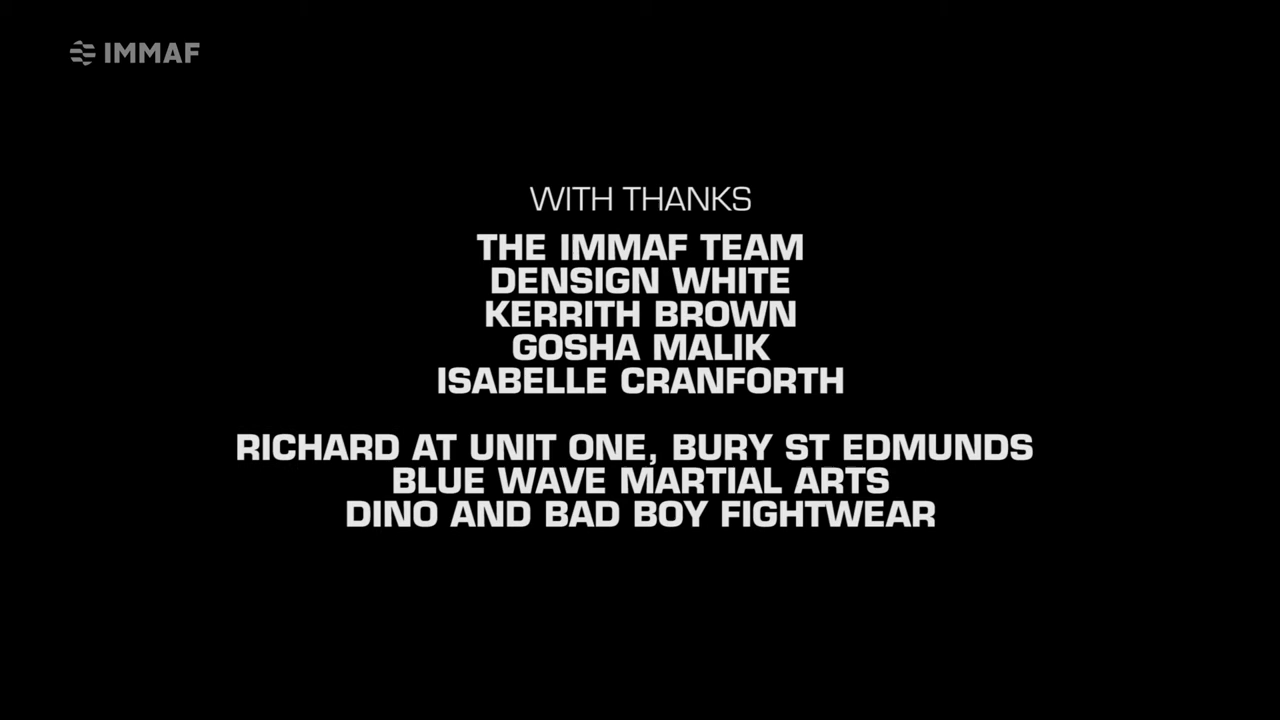 IMMAF
WITH THANKS
THE IMMAF TEAM
DENSIGN WHITE
KERRITH BROWN
GOSHA MALIK
ISABELLE CRANFORTH
RICHARD AT UNIT ONE, BURY ST EDMUNDS
BLUE WAVE MARTIAL ARTS
DINO AND BAD BOY FIGHTWEAR